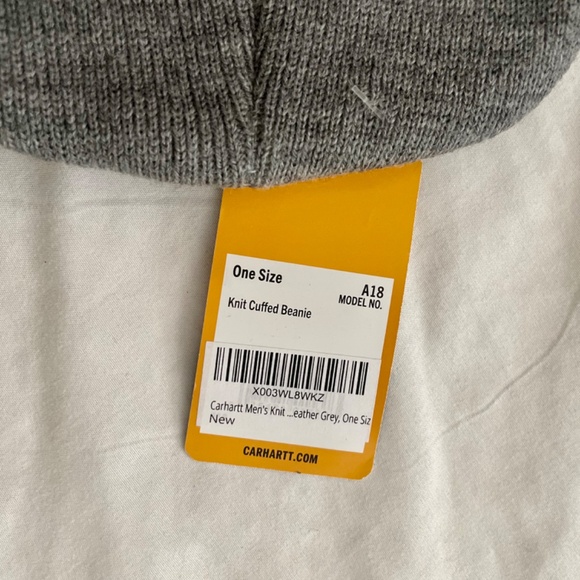 One Size
A18
MODEL NO.
Knit Cuffed Beanie
X003WL8WKZ
Carhartt Men's Knit ...eather Grey, One Siz
New
CARHARTT.COM